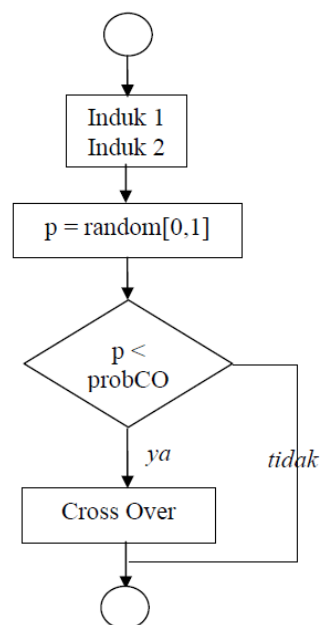 Induk 1
Induk 2
p = random[0,1]
p <
probCO
ya
tidak
Cross Over